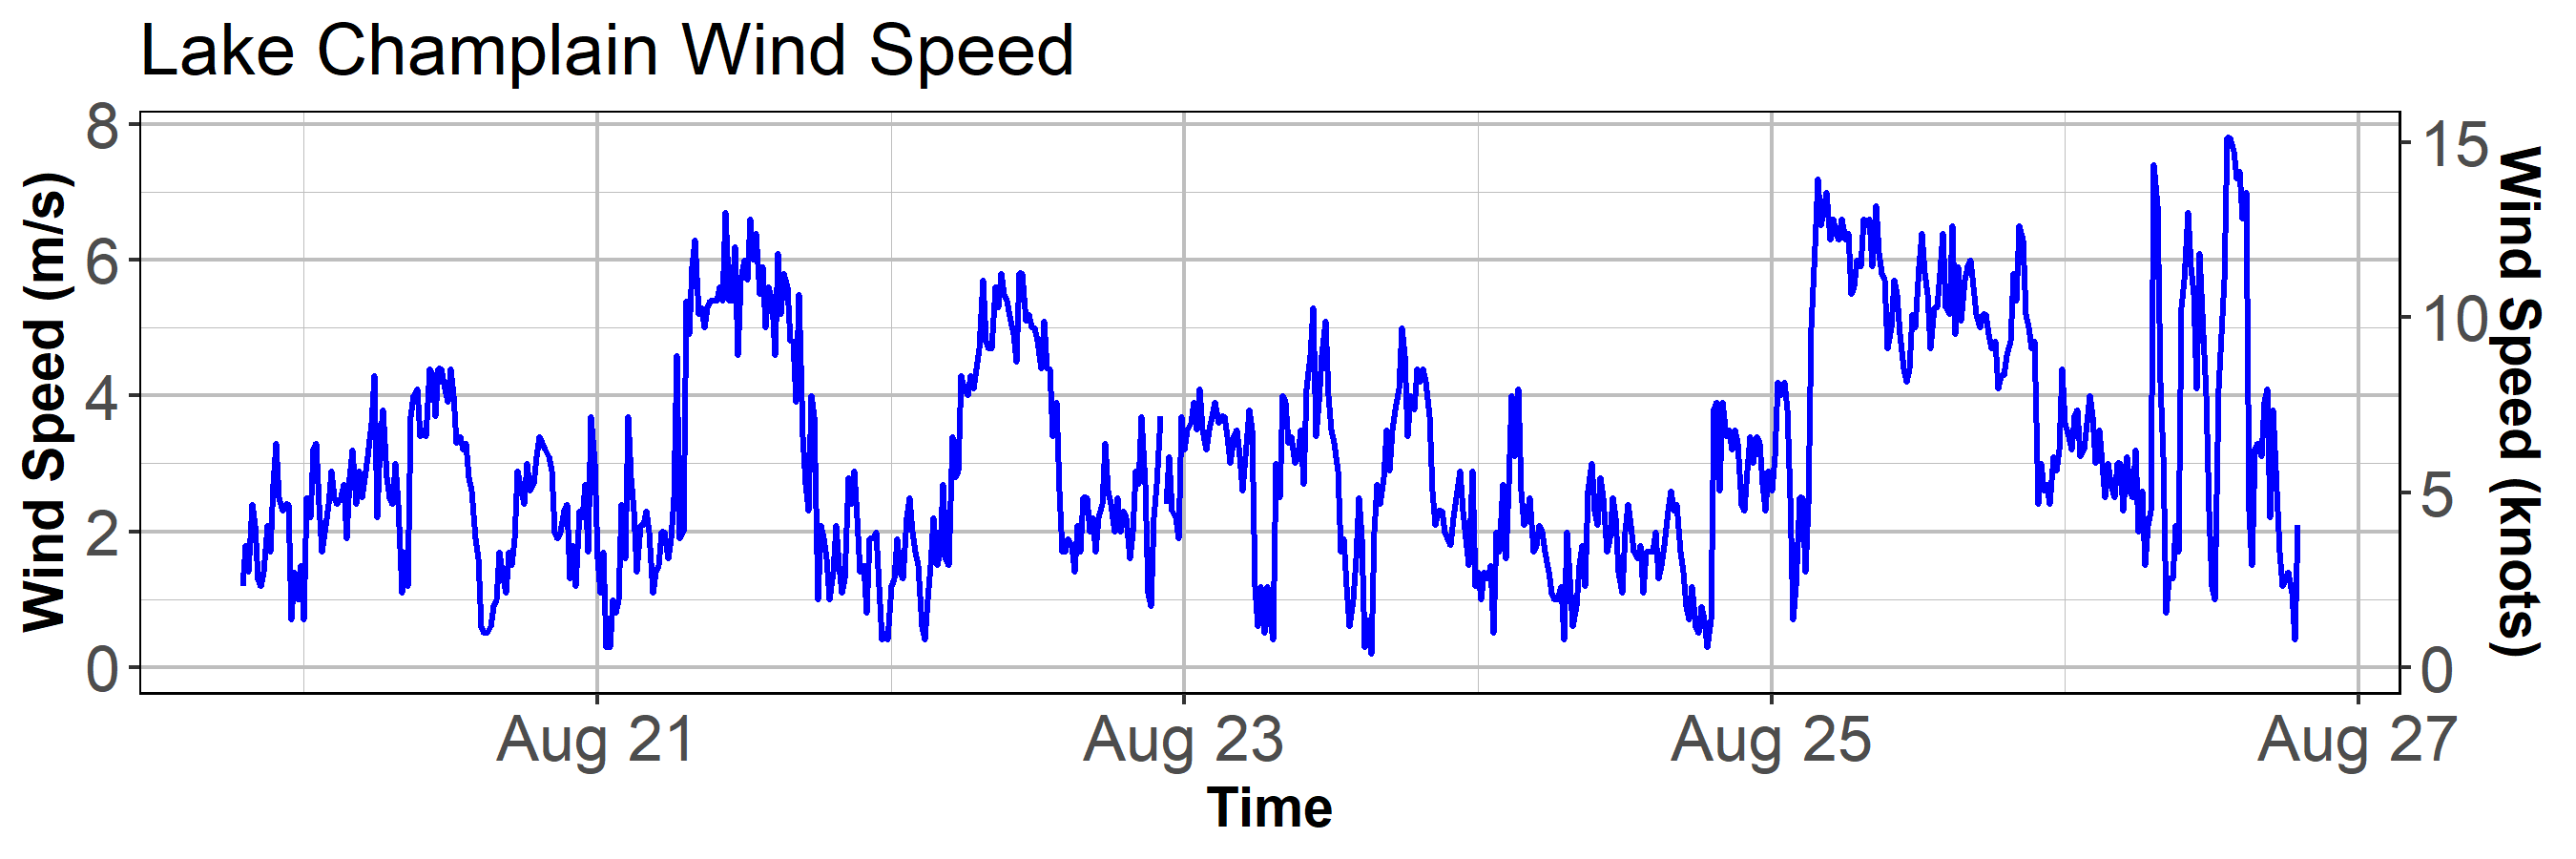 Lake Champlain Wind Speed
Wind Speed (m/s)
8
6
4
2
0
15
10
5
0
Wind Speed (knots)
Aug 21
Aug 23
Aug 25
Aug 27
Time